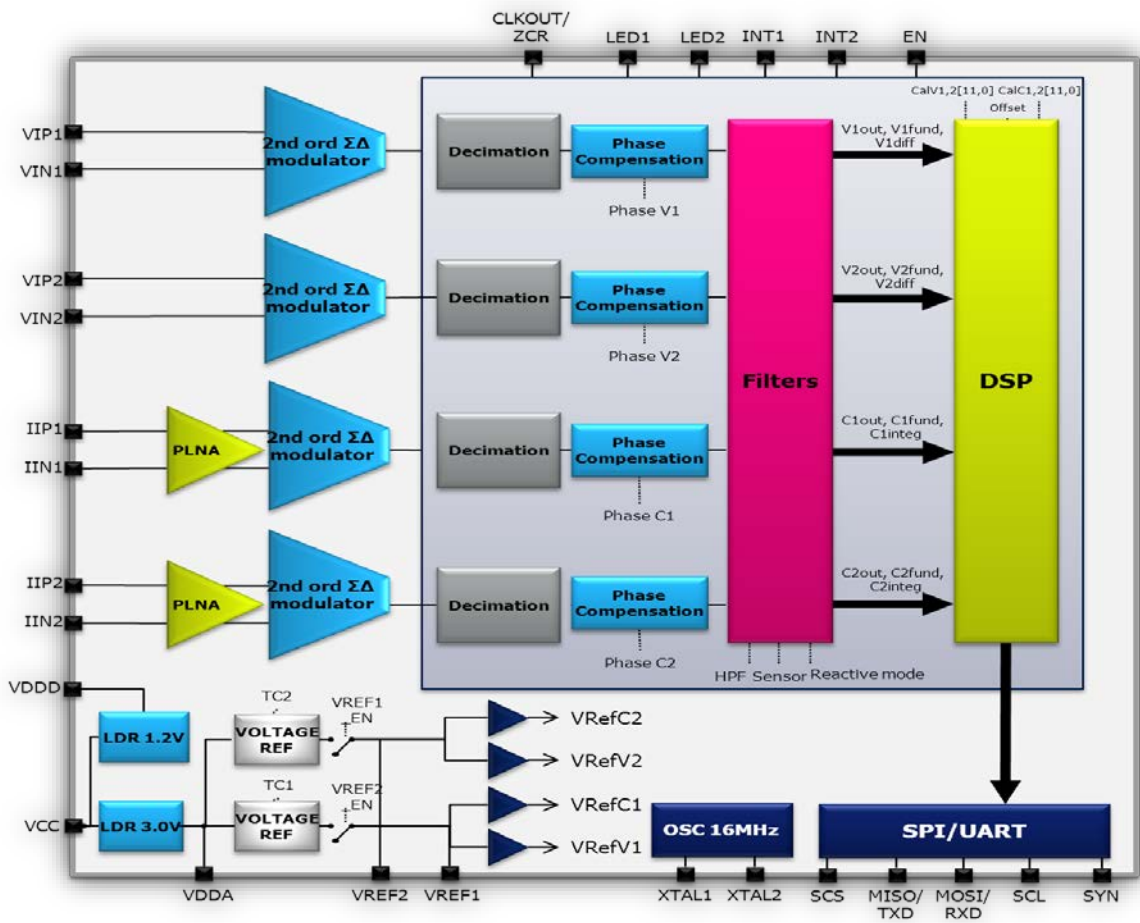 CLKOUT/
ZCR
LED1
LED2
INT1
INT2
EN
CalV1,2[11,0]
CalC1,2[11,0]
Offset
VIP1
VIN1
2nd ord ΣΔ
modulator
Decimation
Phase
Compensation
Phase V1
V1out, V1fund,
V1diff
VIP2
VIN2
2nd ord ΣΔ
modulator
Decimation
Phase
Compensation
Phase V2
V2out, V2fund,
V2diff
Filters
DSP
IIP1
IIN1
PLNA
2nd ord ΣΔ
modulator
Decimation
Phase
Compensation
Phase C1
C1out, C1fund,
C1integ
IIP2
IIN2
PLNA
2nd ord ΣΔ
modulator
Decimation
Phase
Compensation
Phase C2
C2out, C2fund,
C2integ
HPF Sensor Reactive mode
VDDD
LDR 1.2V
TC2
VOLTAGE
REF
VREF1
EN
VRefC2
VRefV2
VCC
LDR 3.0V
TC1
VOLTAGE
REF
VREF2
EN
VRefC1
VRefV1
OSC 16MHz
SPI/UART
VDDA
VREF2
VREF1
XTAL1
XTAL2
SCS
MISO/
TXD
MOSI/
RXD
SCL
SYN